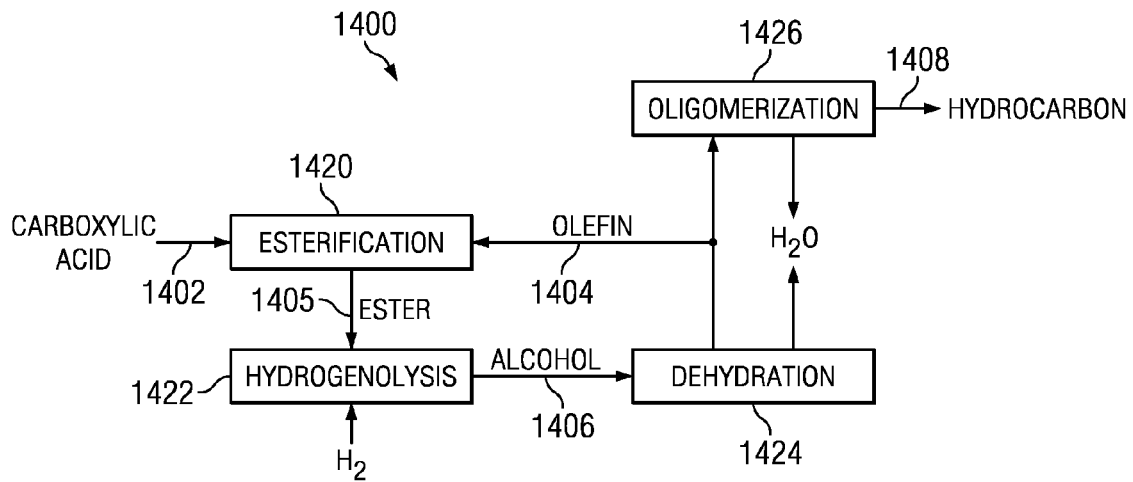 1400
1426
1408
OLIGOMERIZATION
HYDROCARBON
1420
CARBOXYLIC
ACID
ESTERIFICATION
OLEFIN
H2O
1402
1404
1405
ESTER
1422
HYDROGENOLYSIS
ALCOHOL
DEHYDRATION
1406
1424
H2